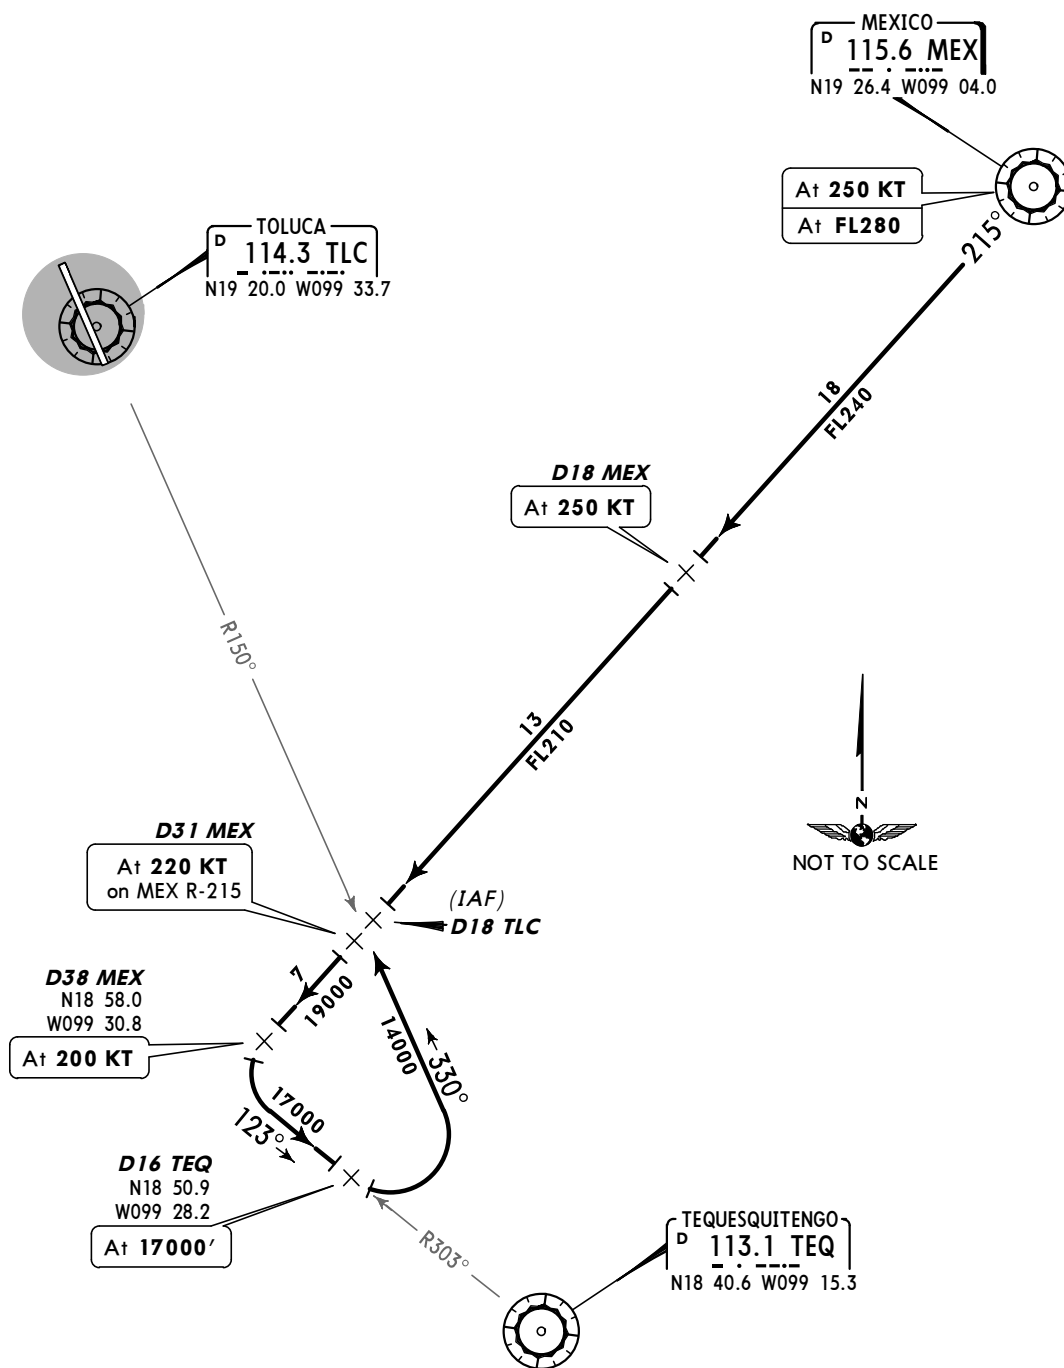 MEXICO
D
115.6 MEX
N19 26.4 W099 04.0
At 250 KT
At FL280
215°
TOLUCA
D
114.3 TLC
N19 20.0 W099 33.7
18
FL240
D18 MEX
At 250 KT
R150°
13
FL210
N
NOT TO SCALE
D31 MEX
At 220 KT
on MEX R-215
(IAF)
D18 TLC
7
19000
D38 MEX
N18 58.0
W099 30.8
At 200 KT
14000
330°
17000
123°
D16 TEQ
N18 50.9
W099 28.2
At 17000'
R303°
TEQUESQUITENGO
D
113.1 TEQ
N18 40.6 W099 15.3